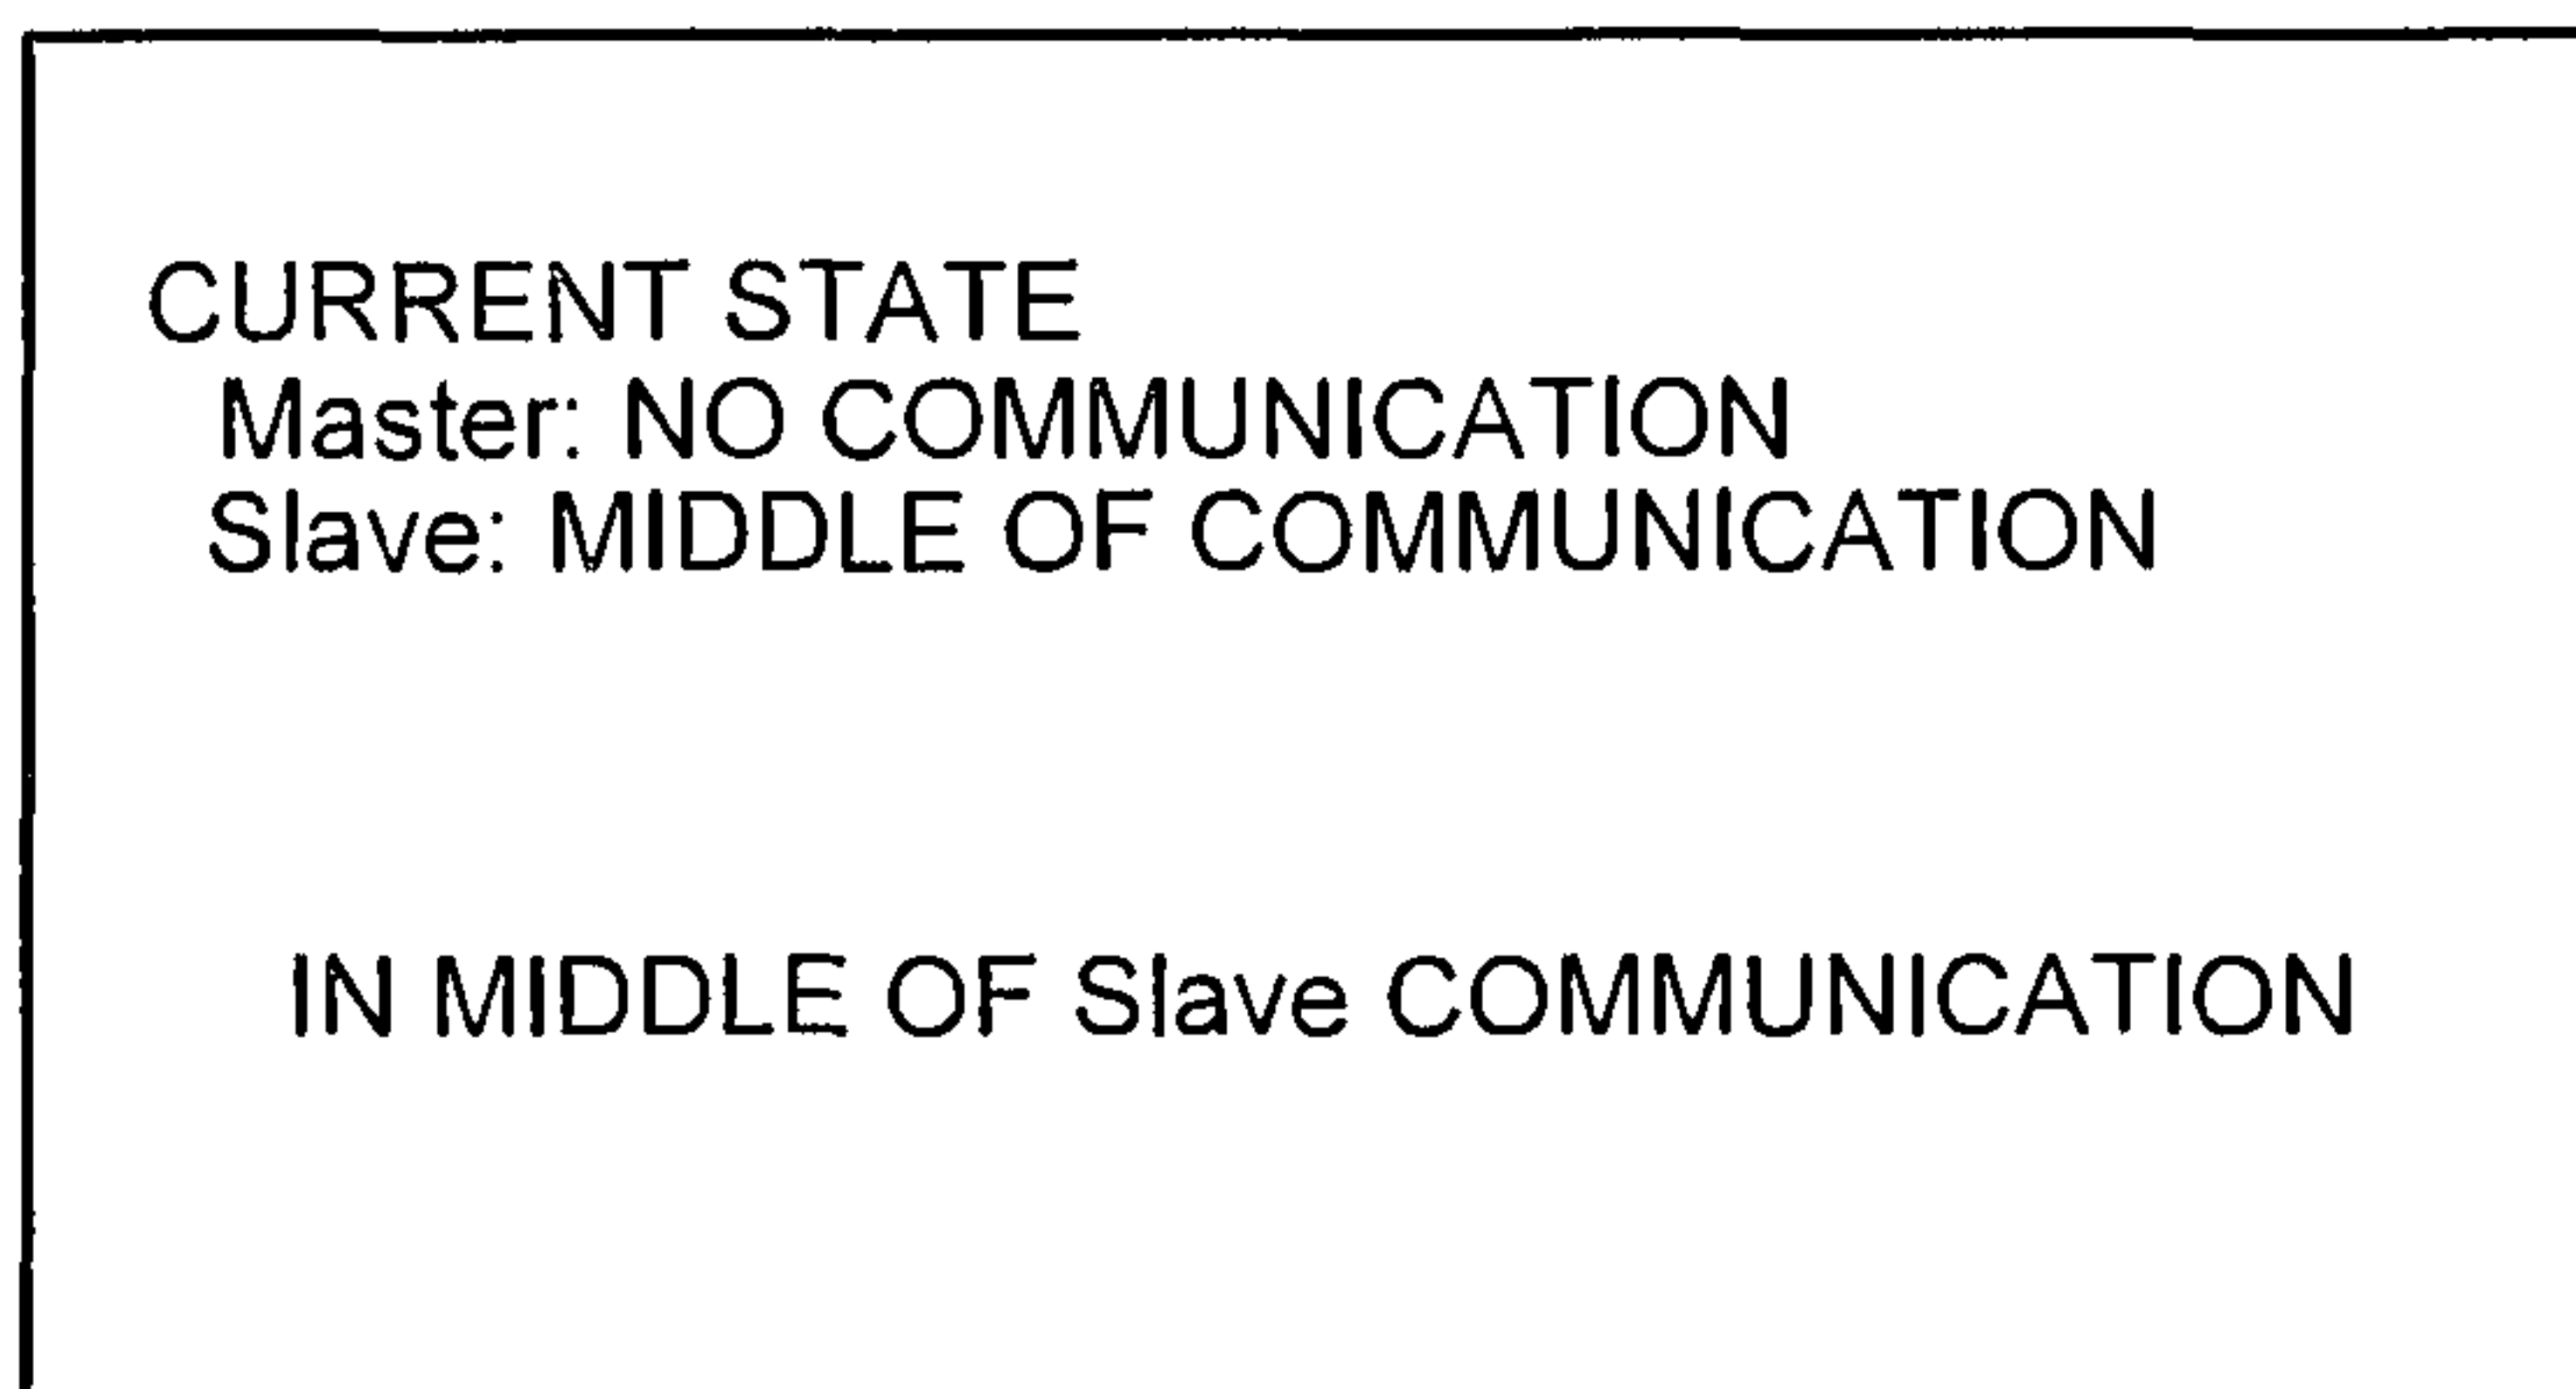 CURRENT STATE
Master: NO COMMUNICATION
Slave: MIDDLE OF COMMUNICATION
IN MIDDLE OF Slave COMMUNICATION